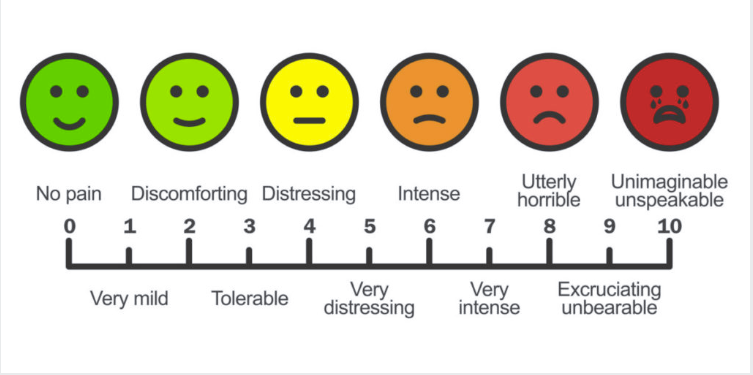 No pain
Discomforting
Distressing
Intense
Utterly
horrible
Unimaginable
unspeakable
0 1 2 3 4 5 6 7 8 9 10
Very mild
Tolerable
Very
distressing
Very
intense
Excruciating
unbearable